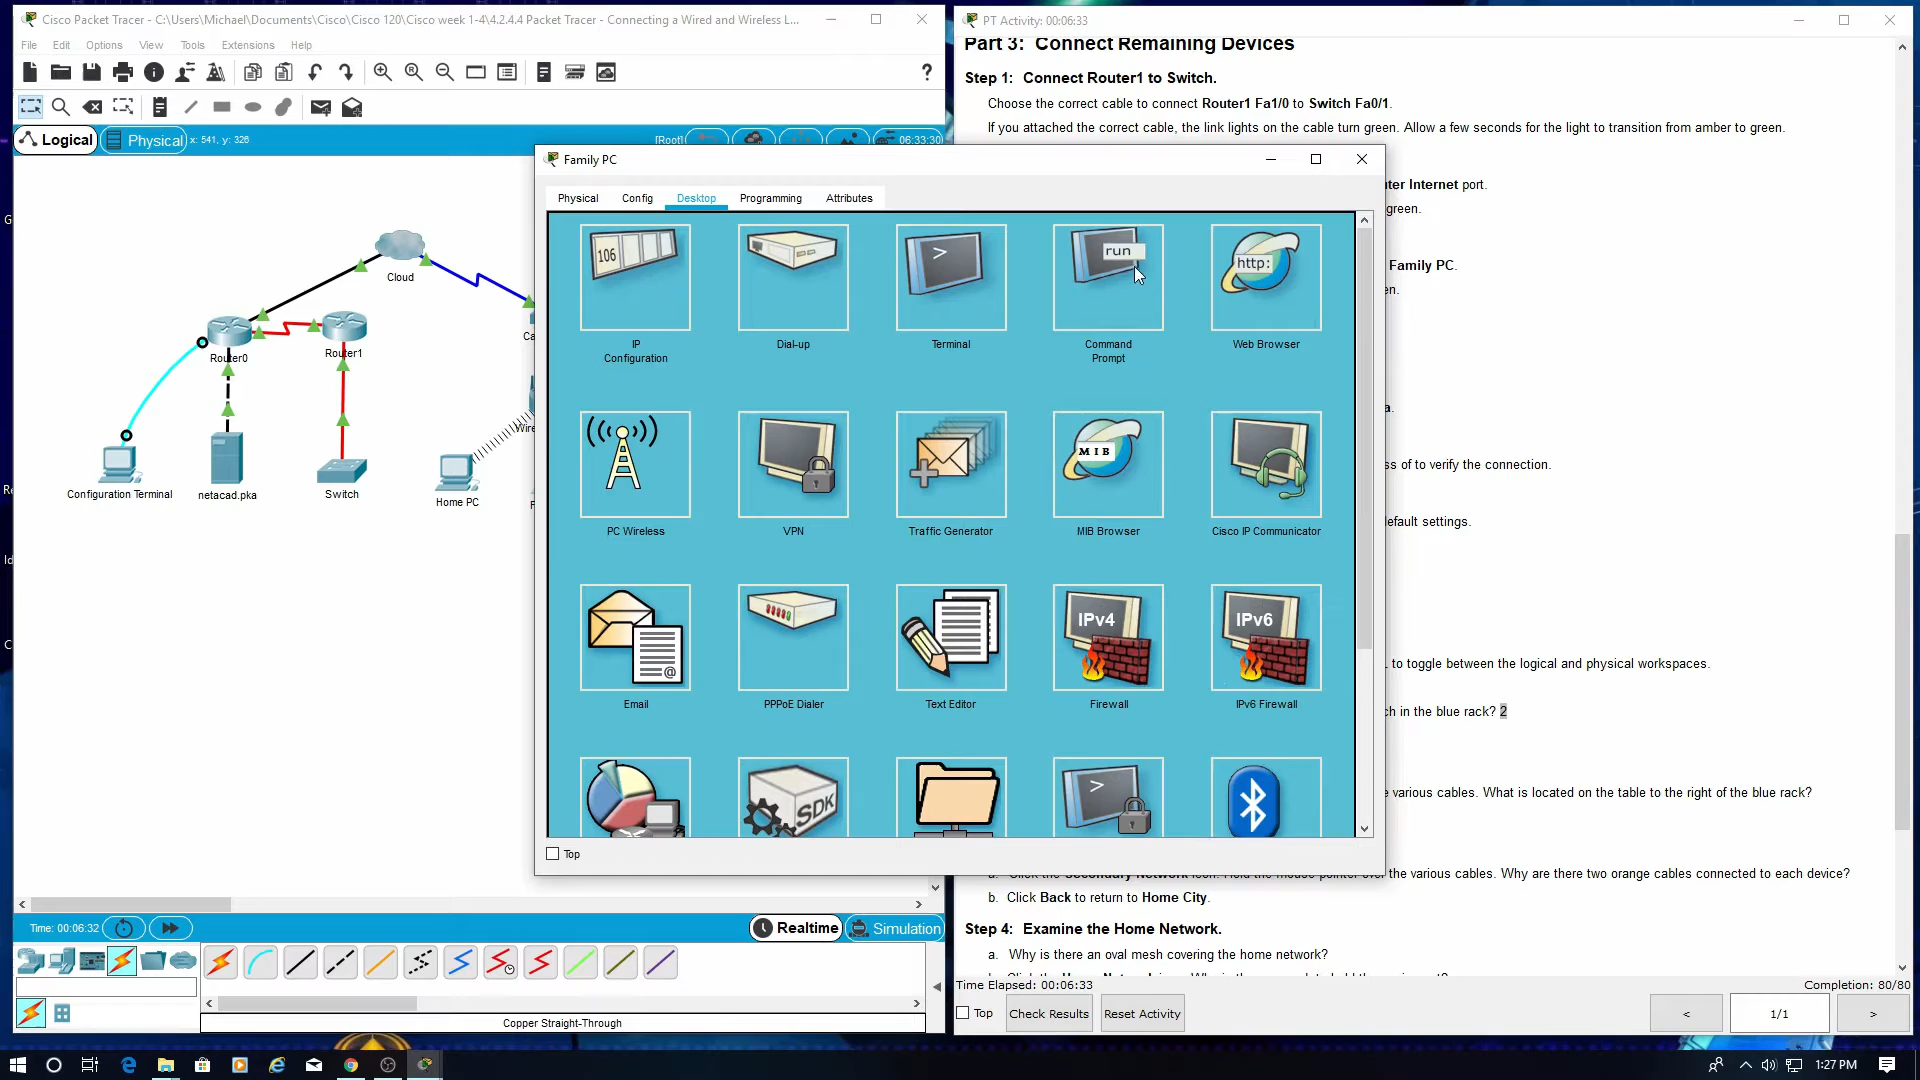 Cisco Packet Tracer - C:\Users\Michael\Documents\Cisco\Cisco 120\Cisco week 1-4\4.2.4.4 Packet Tracer - Connecting a Wired and Wireless L...
File Edit Options View Tools Extensions Help
?
Logical
Physical
x: 541, y: 326
[Root]
06:33:30
Cloud
Router0
Router1
Configuration Terminal
netacad.pka
Switch
Home PC
Time: 00:06:32
Realtime
Simulation
Copper Straight-Through
Family PC
Physical Config Desktop Programming Attributes
106
>
run
http:
IP
Configuration
Dial-up
Terminal
Command
Prompt
Web Browser
MIB
PC Wireless
VPN
Traffic Generator
MIB Browser
Cisco IP Communicator
@
IPv4
IPv6
Email
PPPoE Dialer
Text Editor
Firewall
IPv6 Firewall
SDK
>
Top
PT Activity: 00:06:33
Part 3: Connect Remaining Devices
Step 1: Connect Router1 to Switch.
Choose the correct cable to connect Router1 Fa1/0 to Switch Fa0/1.
If you attached the correct cable, the link lights on the cable turn green. Allow a few seconds for the light to transition from amber to green.
ter Internet port.
green.
Family PC.
en.
a.
ss of to verify the connection.
efault settings.
to toggle between the logical and physical workspaces.
ch in the blue rack? 2
e various cables. What is located on the table to the right of the blue rack?
the various cables. Why are there two orange cables connected to each device?
b. Click Back to return to Home City.
Step 4: Examine the Home Network.
a. Why is there an oval mesh covering the home network?
Time Elapsed: 00:06:33
Completion: 80/80
Top
Check Results
Reset Activity
<
1/1
>
1:27 PM